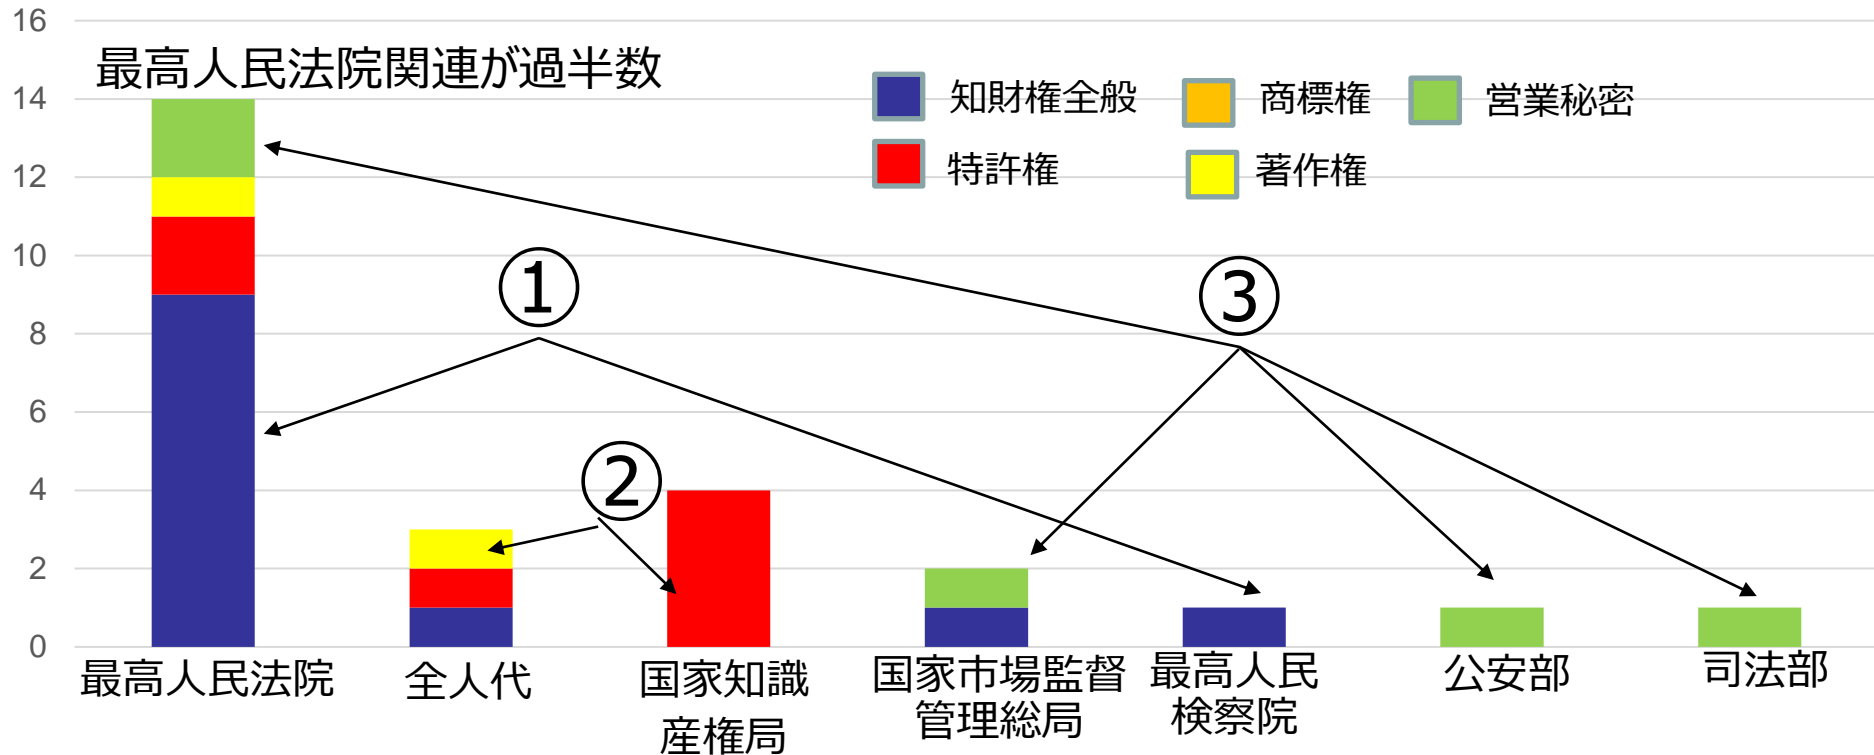 16
最高人民法院関連が過半数
14
12
10
8
6
4
2
0
知財権全般
商標権
営業秘密
特許権
著作権
①
②
③
最高人民法院
全人代
国家知識
産権局
国家市場監督
管理総局
最高人民
検察院
公安部
司法部